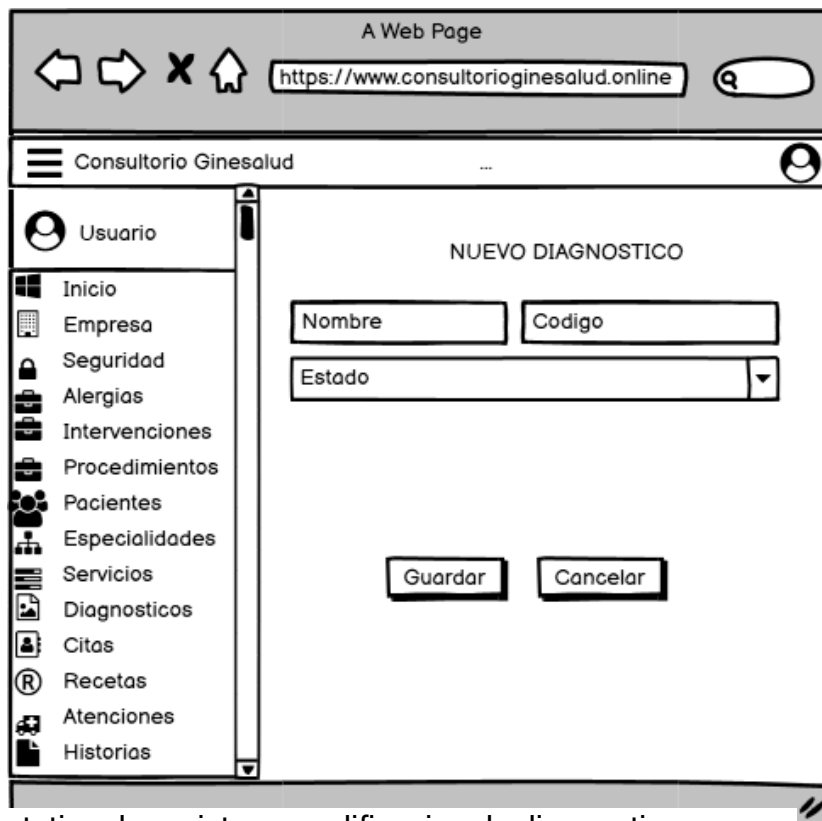 A Web Page
https://www.consultorioginesalud.online
Consultorio Ginesalud ...
Usuario
Inicio
Empresa
Seguridad
Alergias
Intervenciones
Procedimientos
Pacientes
Especialidades
Servicios
Diagnosticos
Citas
Recetas
Atenciones
Historias
NUEVO DIAGNOSTICO
Nombre
Codigo
Estado
Guardar
Cancelar